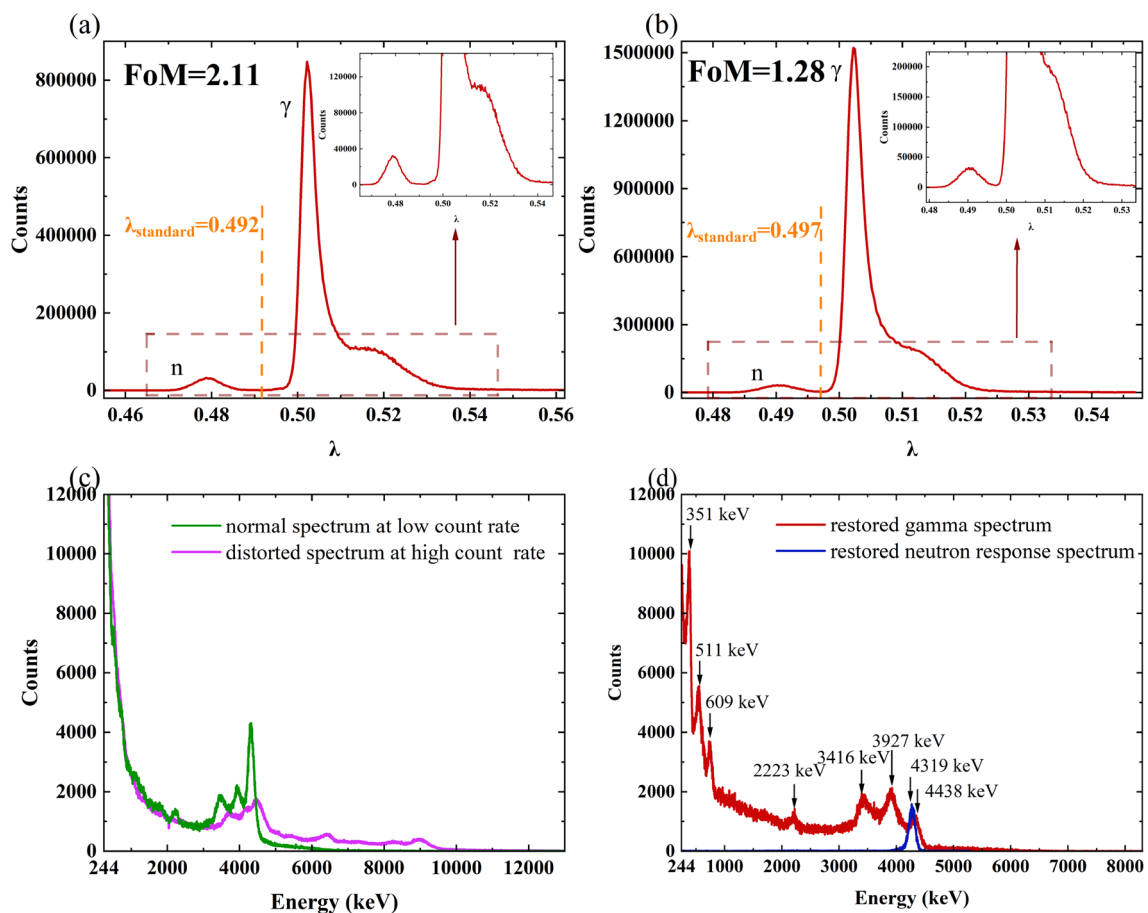 (a)
FoM=2.11
γ
λstandard=0.492
n
Counts
900000
800000
600000
400000
200000
0
0.46
0.48
0.50
0.52
0.54
0.56
λ
Counts
120000
80000
40000
0
0.48
0.50
0.52
0.54
λ
(b)
FoM=1.28
γ
λstandard=0.497
n
Counts
1500000
1200000
900000
600000
300000
0
0.48
0.49
0.50
0.51
0.52
0.53
0.54
λ
Counts
200000
150000
100000
50000
0
0.48
0.49
0.50
0.51
0.52
0.53
λ
(c)
normal spectrum at low count rate
distorted spectrum at high count rate
Counts
12000
10000
8000
6000
4000
2000
0
244
2000
4000
6000
8000
10000
12000
Energy (keV)
(d)
restored gamma spectrum
restored neutron response spectrum
351 keV
511 keV
609 keV
2223 keV
3416 keV
3927 keV
4319 keV
4438 keV
Counts
12000
10000
8000
6000
4000
2000
0
244
1000
2000
3000
4000
5000
6000
7000
8000
Energy (keV)